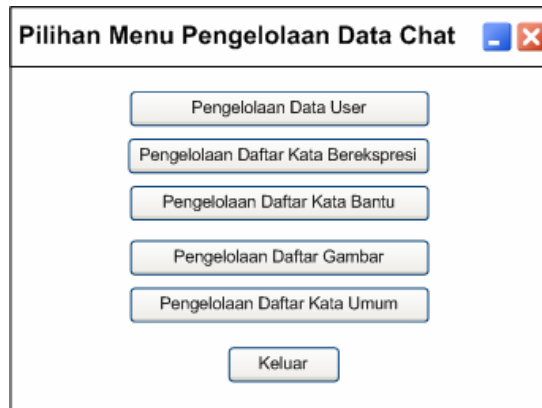 Pilihan Menu Pengelolaan Data Chat
Pengelolaan Data User
Pengelolaan Daftar Kata Berekspresi
Pengelolaan Daftar Kata Bantu
Pengelolaan Daftar Gambar
Pengelolaan Daftar Kata Umum
Keluar